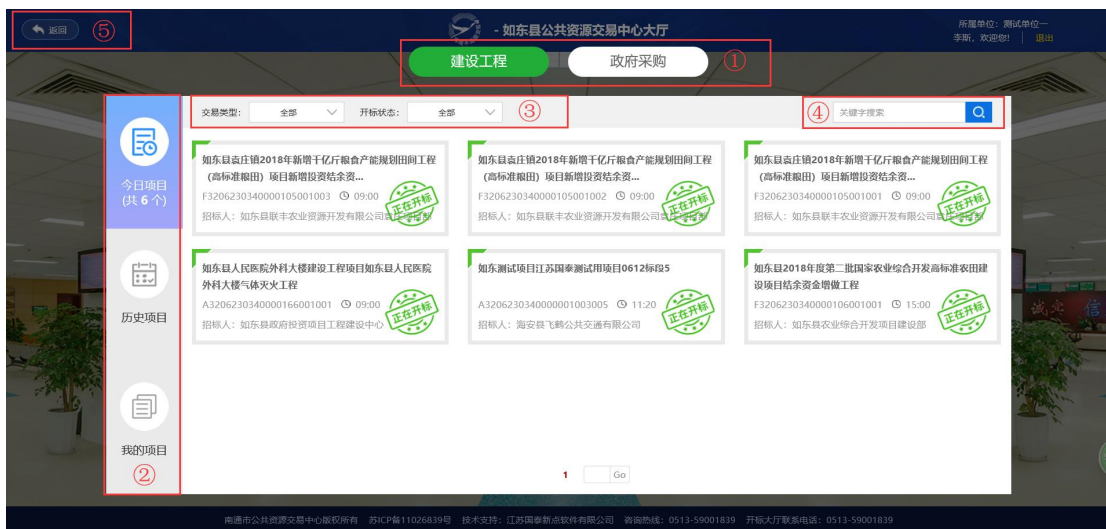 返回
⑤
- 如东县公共资源交易中心大厅
所属单位：测试单位一
李斯，欢迎您! 退出
建设工程
政府采购
①
交易类型：
全部
开标状态：
全部
③
④
关键字搜索
今日项目
(共 6 个)
历史项目
我的项目
②
如东县袁庄镇2018年新增千亿斤粮食产能规划田间工程
（高标准粮田）项目新增投资结余资...
F3206230340000105001003 09:00
招标人：如东县联丰农业资源开发有限公司
正在开标
如东县袁庄镇2018年新增千亿斤粮食产能规划田间工程
（高标准粮田）项目新增投资结余资...
F3206230340000105001002 09:00
招标人：如东县联丰农业资源开发有限公司
正在开标
如东县袁庄镇2018年新增千亿斤粮食产能规划田间工程
（高标准粮田）项目新增投资结余资...
F3206230340000105001001 09:00
招标人：如东县联丰农业资源开发有限公司
正在开标
如东县人民医院外科大楼建设工程项目如东县人民医院
外科大楼气体灭火工程
A3206230340000166001001 09:00
招标人：如东县政府投资项目工程建设中心
正在开标
如东测试项目江苏国泰测试用项目0612标段5
A3206230340000001003005 11:20
招标人：海安县飞鹤公共交通有限公司
正在开标
如东县2018年度第二批国家农业综合开发高标准农田建
设项目结余资金增做工程
F3206230340000106001001 15:00
招标人：如东县农业综合开发项目建设部
正在开标
诚实 信
1
Go
南通市公共资源交易中心版权所有 苏ICP备11026839号 技术支持：江苏国泰新点软件有限公司 咨询热线：0513-59001839 开标大厅联系电话：0513-59001839